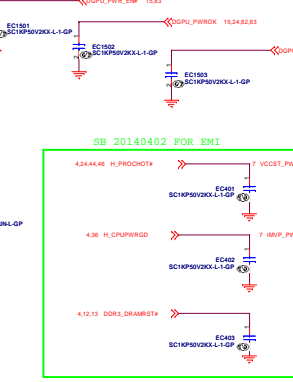 DGPU_PWR_EN# 15,83
EC1501
SC1KP50V2KX-L-1-GP
DGPU_PWROK 15,24,82,83
EC1502
SC1KP50V2KX-L-1-GP
DGP
EC1503
SC1KP50V2KX-L-1-GP
SB 20140402 FOR EMI
4,24,44,46 H_PROCHOT#
7 VCCST_PW
EC401
SC1KP50V2KX-L-1-GP
IN-L-GP
4,36 H_CPUPWRGD
7 IMVP_PW
EC402
SC1KP50V2KX-L-1-GP
4,12,13 DDR3_DRAMRST#
EC403
SC1KP50V2KX-L-1-GP